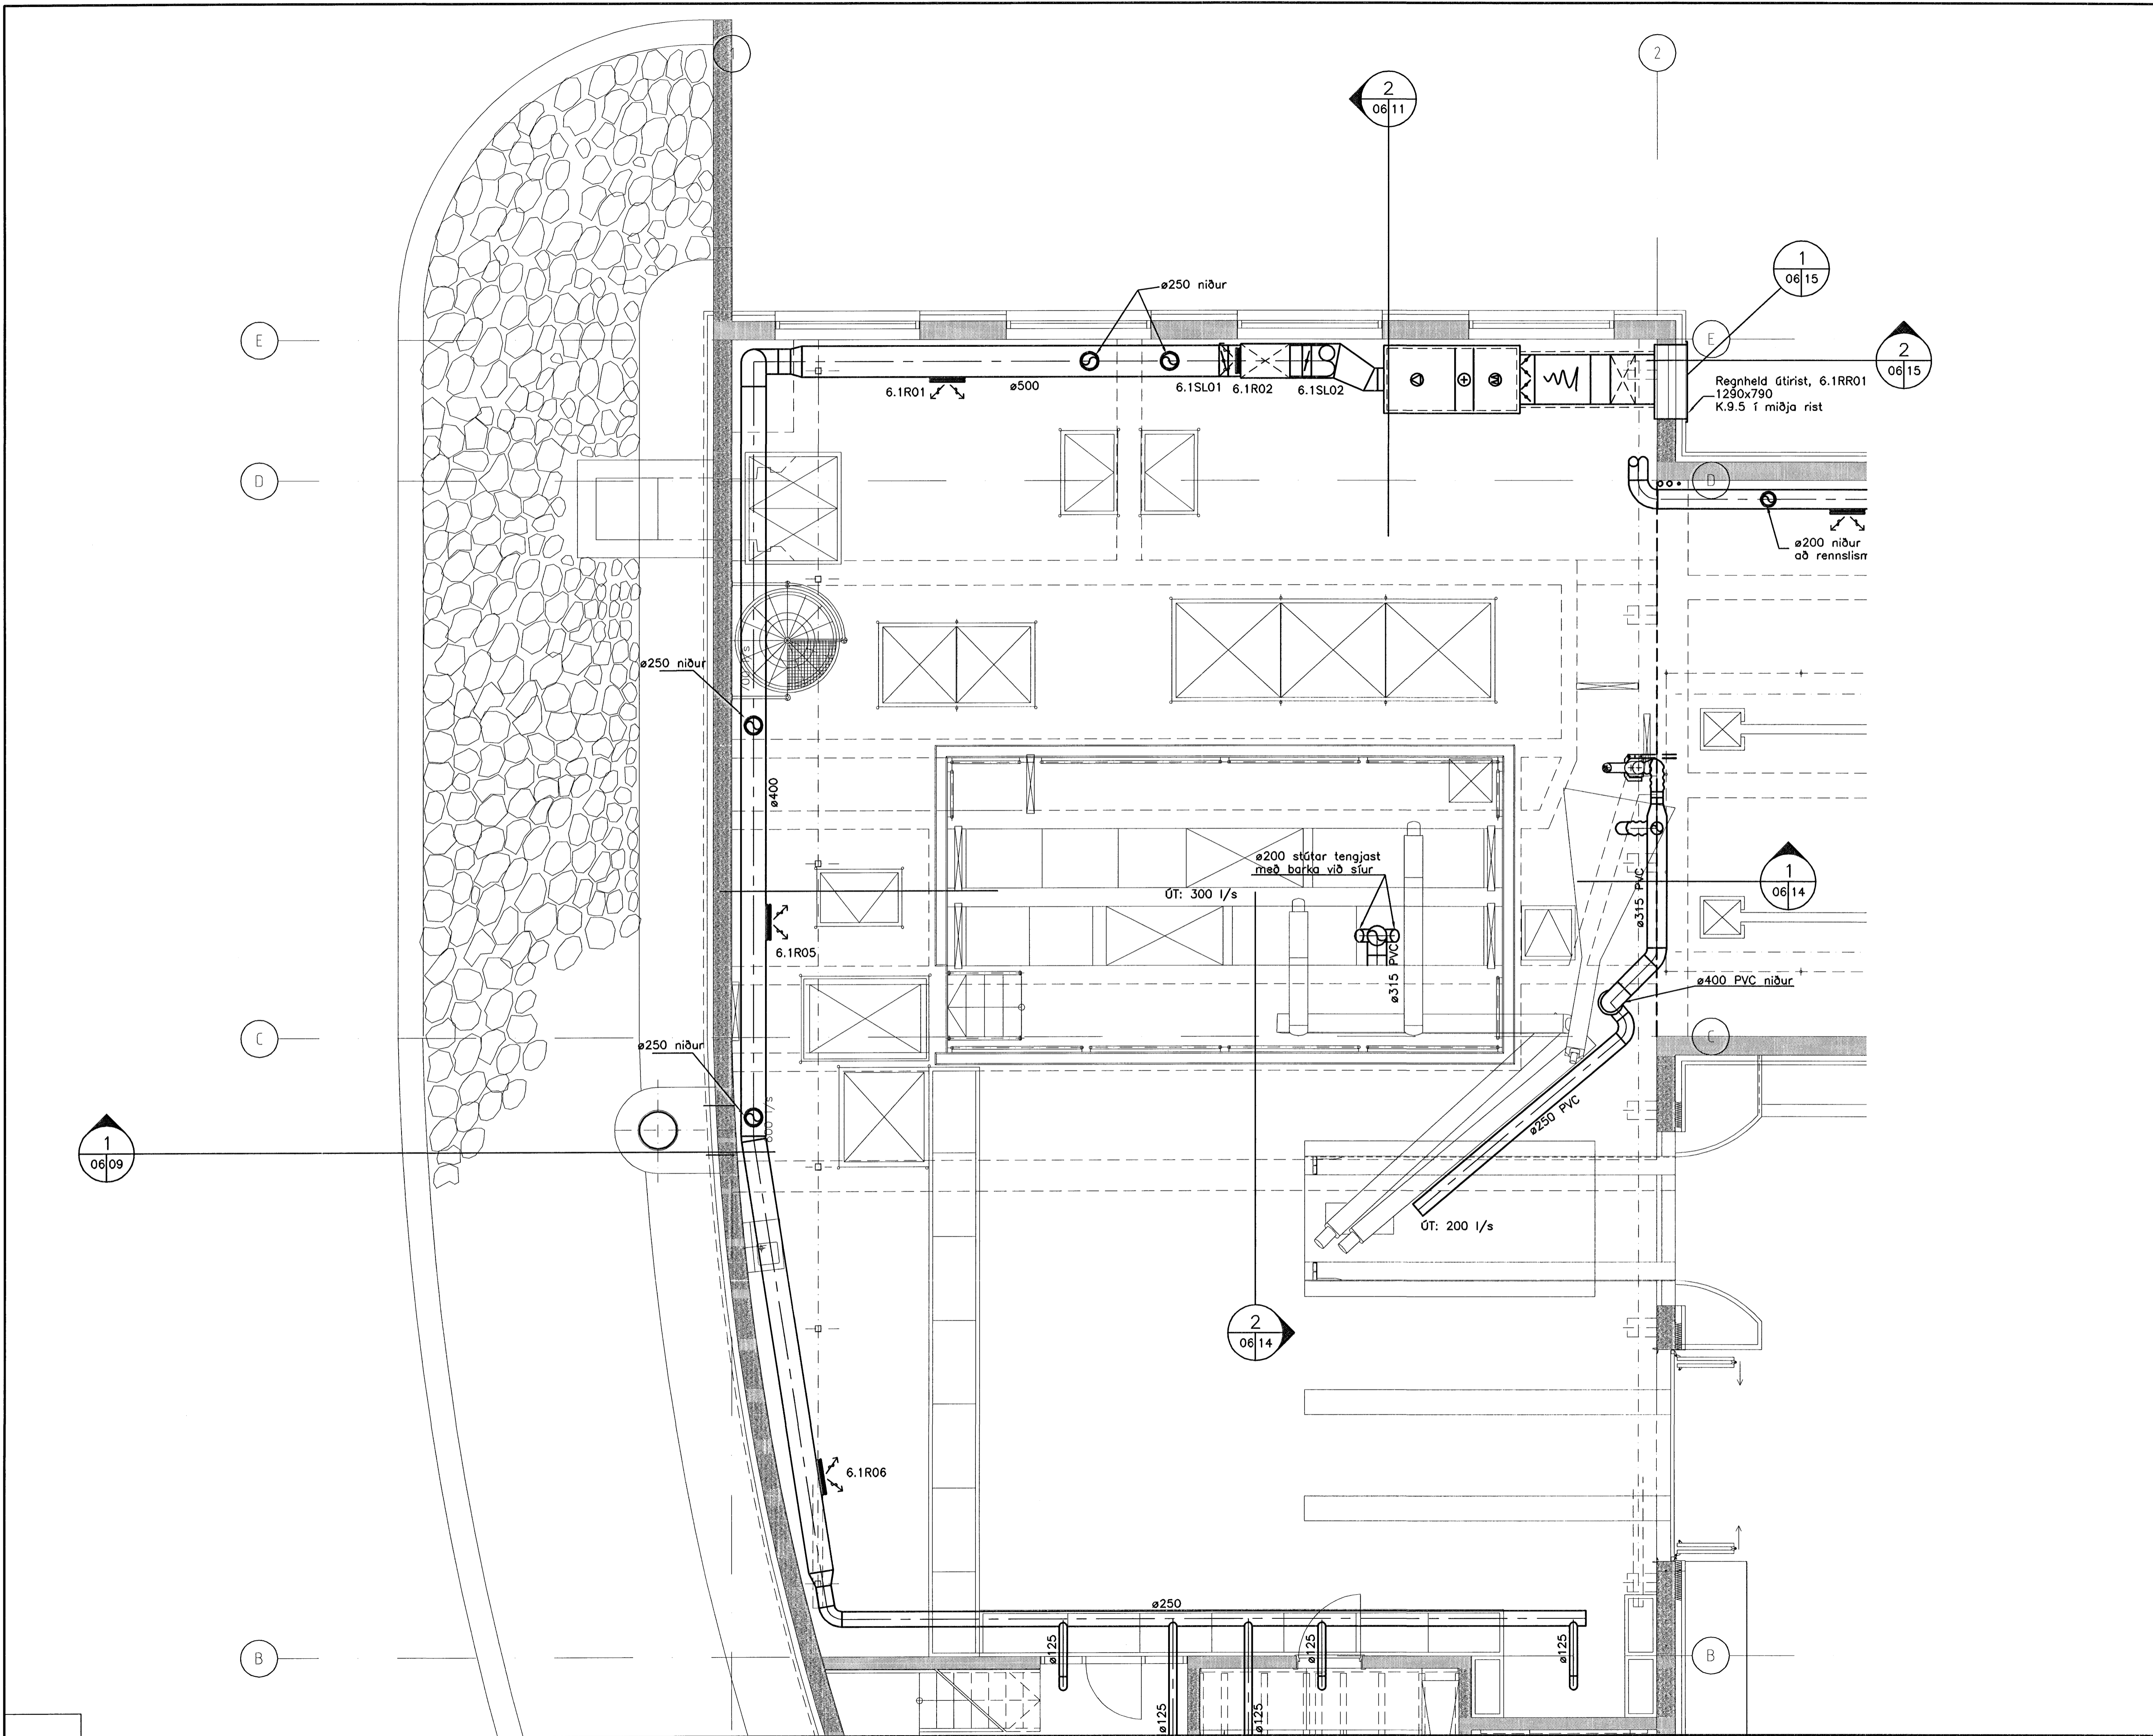 2
2
06 11
1
06 15
ø250 niður
E
E
2
06 15
6.1R01
ø500
6.1SL01
6.1R02
6.1SL02
Regnheld útirist, 6.1RR01
1290x790
K.9.5 í miðja rist
D
D
ø200 niður
að rennslism
ø250 niður
ø400
ø200 stútar tengjast
með barka við síur
ÚT: 300 l/s
ø315 PVC
1
06 14
6.1R05
ø315 PVC
ø400 PVC niður
C
C
ø250 niður
600 l/s
1
06 09
ø250 PVC
ÚT: 200 l/s
2
06 14
6.1R06
ø250
ø125
ø125
ø125
B
B
ø125
ø125